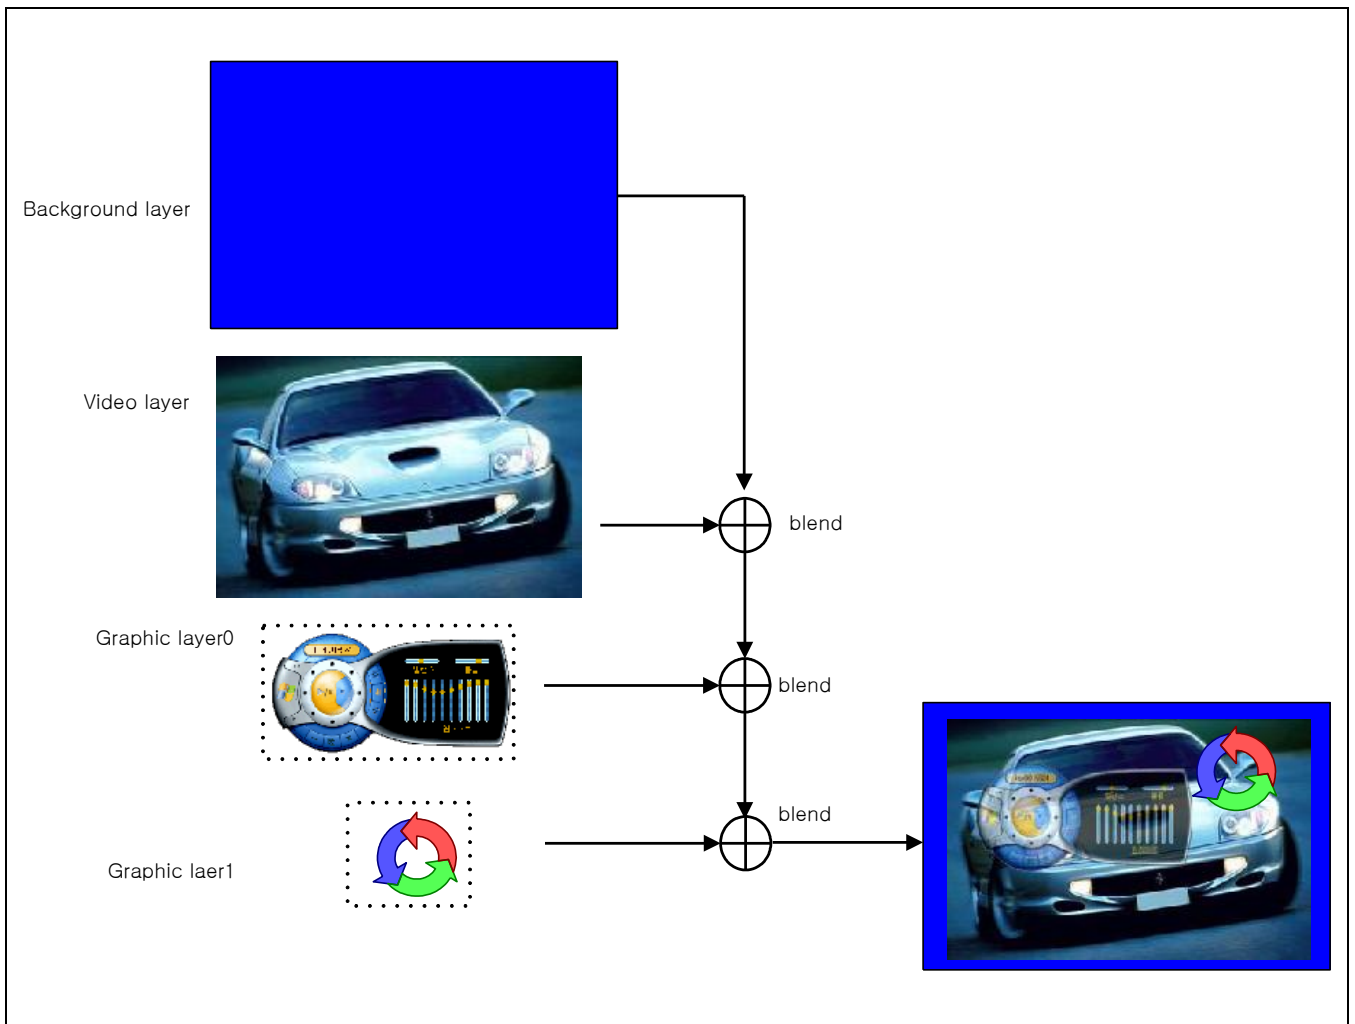 Background layer
Video layer
blend
Graphic layer0
blend
blend
Graphic laer1